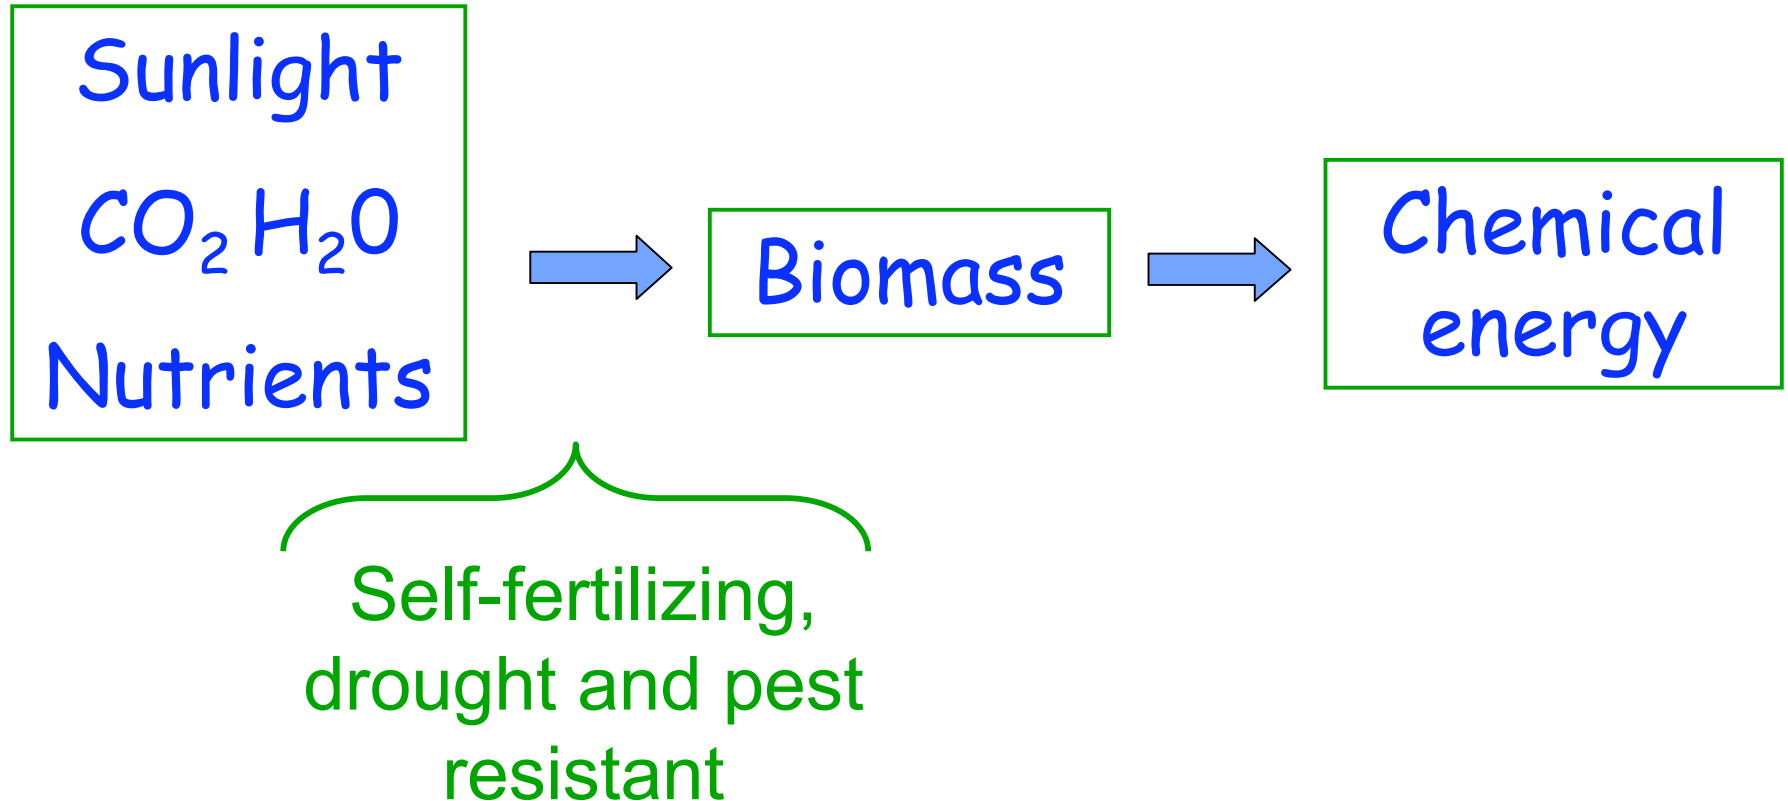 Sunlight
CO₂ H₂0
Nutrients
Biomass
Chemical
energy
Self-fertilizing,
drought and pest
resistant